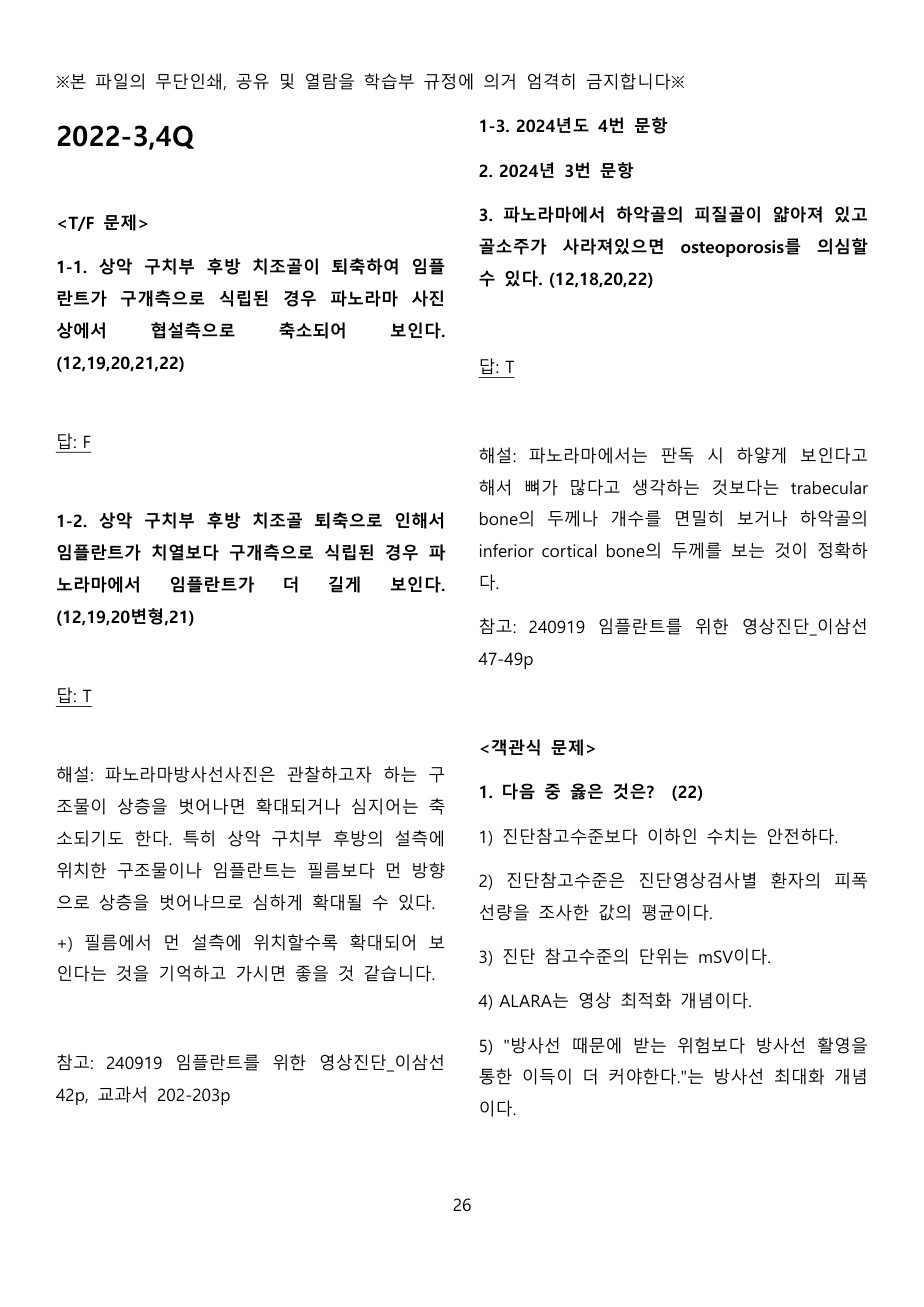 ※본 파일의 무단인쇄, 공유 및 열람을 학습부 규정에 의거 엄격히 금지합니다※
2022-3,4Q
<T/F 문제>
1-1. 상악 구치부 후방 치조골이 퇴축하여 임플
란트가 구개측으로 식립된 경우 파노라마 사진
상에서 협설측으로 축소되어 보인다.
(12,19,20,21,22)
답: F
1-2. 상악 구치부 후방 치조골 퇴축으로 인해서
임플란트가 치열보다 구개측으로 식립된 경우 파
노라마에서 임플란트가 더 길게 보인다.
(12,19,20변형,21)
답: T
해설: 파노라마방사선사진은 관찰하고자 하는 구
조물이 상층을 벗어나면 확대되거나 심지어는 축
소되기도 한다. 특히 상악 구치부 후방의 설측에
위치한 구조물이나 임플란트는 필름보다 먼 방향
으로 상층을 벗어나므로 심하게 확대될 수 있다.
+) 필름에서 먼 설측에 위치할수록 확대되어 보
인다는 것을 기억하고 가시면 좋을 것 같습니다.
참고: 240919 임플란트를 위한 영상진단_이삼선
42p, 교과서 202-203p
1-3. 2024년도 4번 문항
2. 2024년 3번 문항
3. 파노라마에서 하악골의 피질골이 얇아져 있고
골소주가 사라져있으면 osteoporosis를 의심할
수 있다. (12,18,20,22)
답: T
해설: 파노라마에서는 판독 시 하얗게 보인다고
해서 뼈가 많다고 생각하는 것보다는 trabecular
bone의 두께나 개수를 면밀히 보거나 하악골의
inferior cortical bone의 두께를 보는 것이 정확하
다.
참고: 240919 임플란트를 위한 영상진단_이삼선
47-49p
<객관식 문제>
1. 다음 중 옳은 것은? (22)
1) 진단참고수준보다 이하인 수치는 안전하다.
2) 진단참고수준은 진단영상검사별 환자의 피폭
선량을 조사한 값의 평균이다.
3) 진단 참고수준의 단위는 mSV이다.
4) ALARA는 영상 최적화 개념이다.
5) "방사선 때문에 받는 위험보다 방사선 촬영을
통한 이득이 더 커야한다."는 방사선 최대화 개념
이다.
26